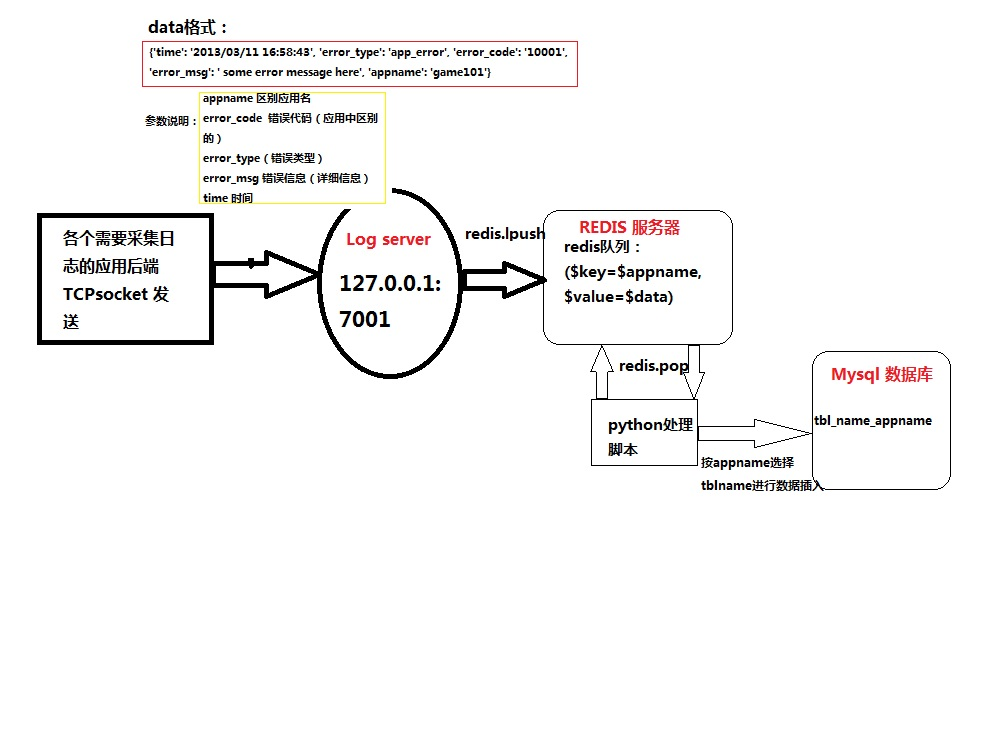 data格式：
{'time': '2013/03/11 16:58:43', 'error_type': 'app_error', 'error_code': '10001',
'error_msg': ' some error message here', 'appname': 'game101'}
参数说明：
appname 区别应用名
error_code 错误代码（应用中区别
的）
error_type（错误类型）
error_msg 错误信息（详细信息）
time 时间
各个需要采集日
志的应用后端
TCPsocket 发
送
Log server
127.0.0.1:
7001
redis.lpush
REDIS 服务器
redis队列：
($key=$appname,
$value=$data)
redis.pop
python处理
脚本
按appname选择
tblname进行数据插入
Mysql 数据库
tbl_name_appname